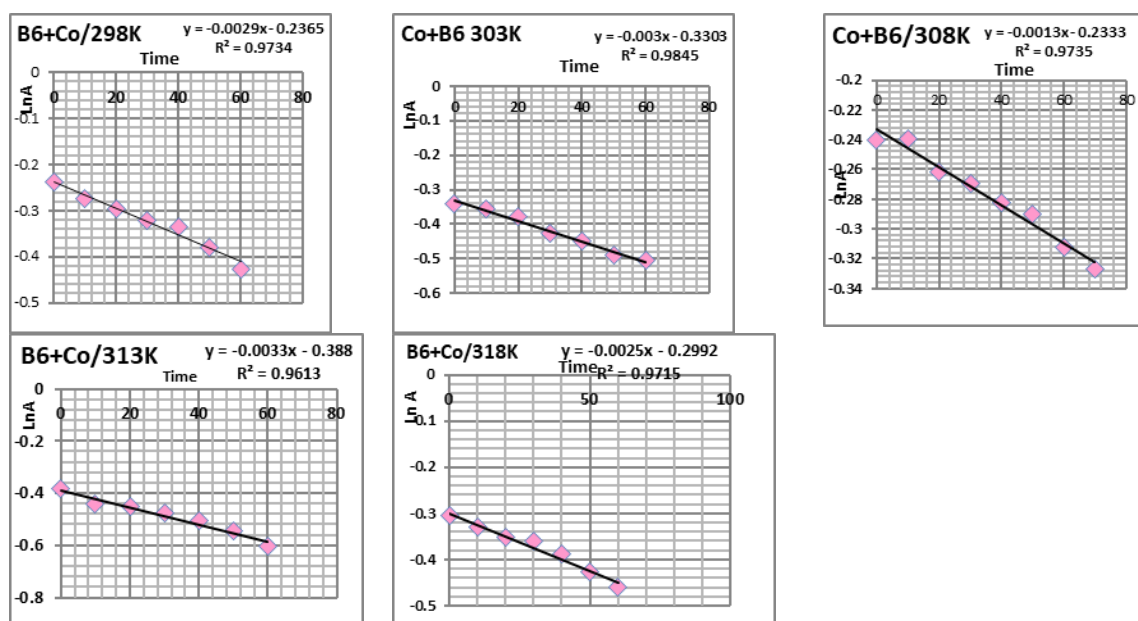 B6+Co/298K
y = -0.0029x - 0.2365
R² = 0.9734
Time
LnA
0 20 40 60 80
0
-0.1
-0.2
-0.3
-0.4
-0.5
Co+B6 303K
y = -0.003x - 0.3303
R² = 0.9845
Time
LnA
0 20 40 60 80
0
-0.1
-0.2
-0.3
-0.4
-0.5
-0.6
Co+B6/308K
y = -0.0013x - 0.2333
R² = 0.9735
Time
LnA
0 20 40 60 80
-0.2
-0.22
-0.24
-0.26
-0.28
-0.3
-0.32
-0.34
B6+Co/313K
y = -0.0033x - 0.388
R² = 0.9613
Time
LnA
0 20 40 60 80
0
-0.2
-0.4
-0.6
-0.8
B6+Co/318K
y = -0.0025x - 0.2992
R² = 0.9715
Time
Ln A
0 50 100
0
-0.1
-0.2
-0.3
-0.4
-0.5